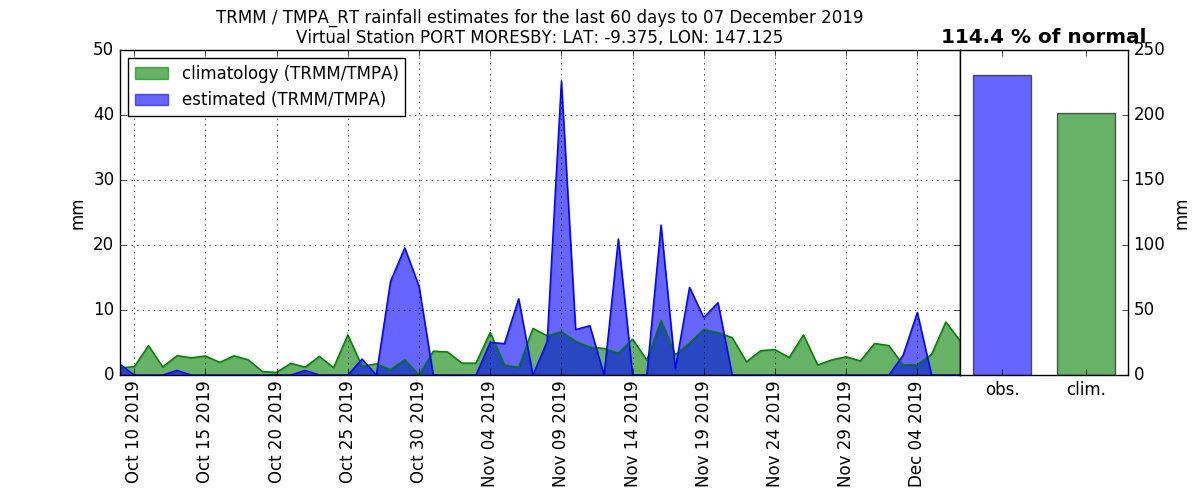 TRMM / TMPA_RT rainfall estimates for the last 60 days to 07 December 2019
Virtual Station PORT MORESBY: LAT: -9.375, LON: 147.125
114.4 % of normal
climatology (TRMM/TMPA)
estimated (TRMM/TMPA)
50
40
30
20
10
0
mm
Oct 10 2019
Oct 15 2019
Oct 20 2019
Oct 25 2019
Oct 30 2019
Nov 04 2019
Nov 09 2019
Nov 14 2019
Nov 19 2019
Nov 24 2019
Nov 29 2019
Dec 04 2019
obs.
clim.
250
200
150
100
50
0
mm